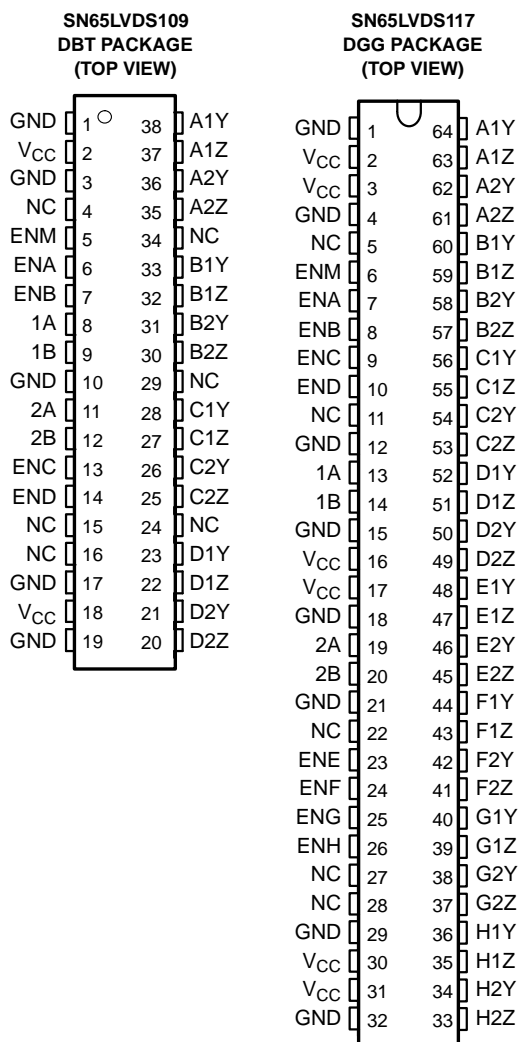 SN65LVDS109
DBT PACKAGE
(TOP VIEW)
GND 1 38 A1Y
VCC 2 37 A1Z
GND 3 36 A2Y
NC 4 35 A2Z
ENM 5 34 NC
ENA 6 33 B1Y
ENB 7 32 B1Z
1A 8 31 B2Y
1B 9 30 B2Z
GND 10 29 NC
2A 11 28 C1Y
2B 12 27 C1Z
ENC 13 26 C2Y
END 14 25 C2Z
NC 15 24 NC
NC 16 23 D1Y
GND 17 22 D1Z
VCC 18 21 D2Y
GND 19 20 D2Z
SN65LVDS117
DGG PACKAGE
(TOP VIEW)
GND 1 64 A1Y
VCC 2 63 A1Z
VCC 3 62 A2Y
GND 4 61 A2Z
NC 5 60 B1Y
ENM 6 59 B1Z
ENA 7 58 B2Y
ENB 8 57 B2Z
ENC 9 56 C1Y
END 10 55 C1Z
NC 11 54 C2Y
GND 12 53 C2Z
1A 13 52 D1Y
1B 14 51 D1Z
GND 15 50 D2Y
VCC 16 49 D2Z
VCC 17 48 E1Y
GND 18 47 E1Z
2A 19 46 E2Y
2B 20 45 E2Z
GND 21 44 F1Y
NC 22 43 F1Z
ENE 23 42 F2Y
ENF 24 41 F2Z
ENG 25 40 G1Y
ENH 26 39 G1Z
NC 27 38 G2Y
NC 28 37 G2Z
GND 29 36 H1Y
VCC 30 35 H1Z
VCC 31 34 H2Y
GND 32 33 H2Z